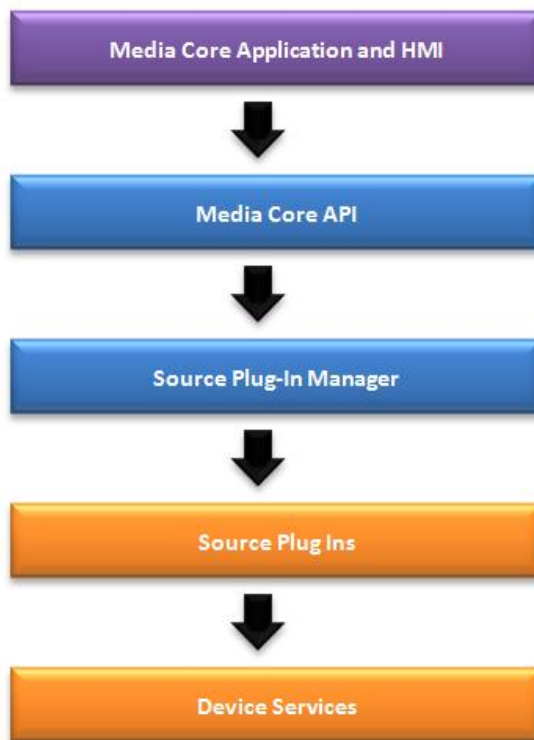 Media Core Application and HMI
Media Core API
Source Plug-In Manager
Source Plug Ins
Device Services